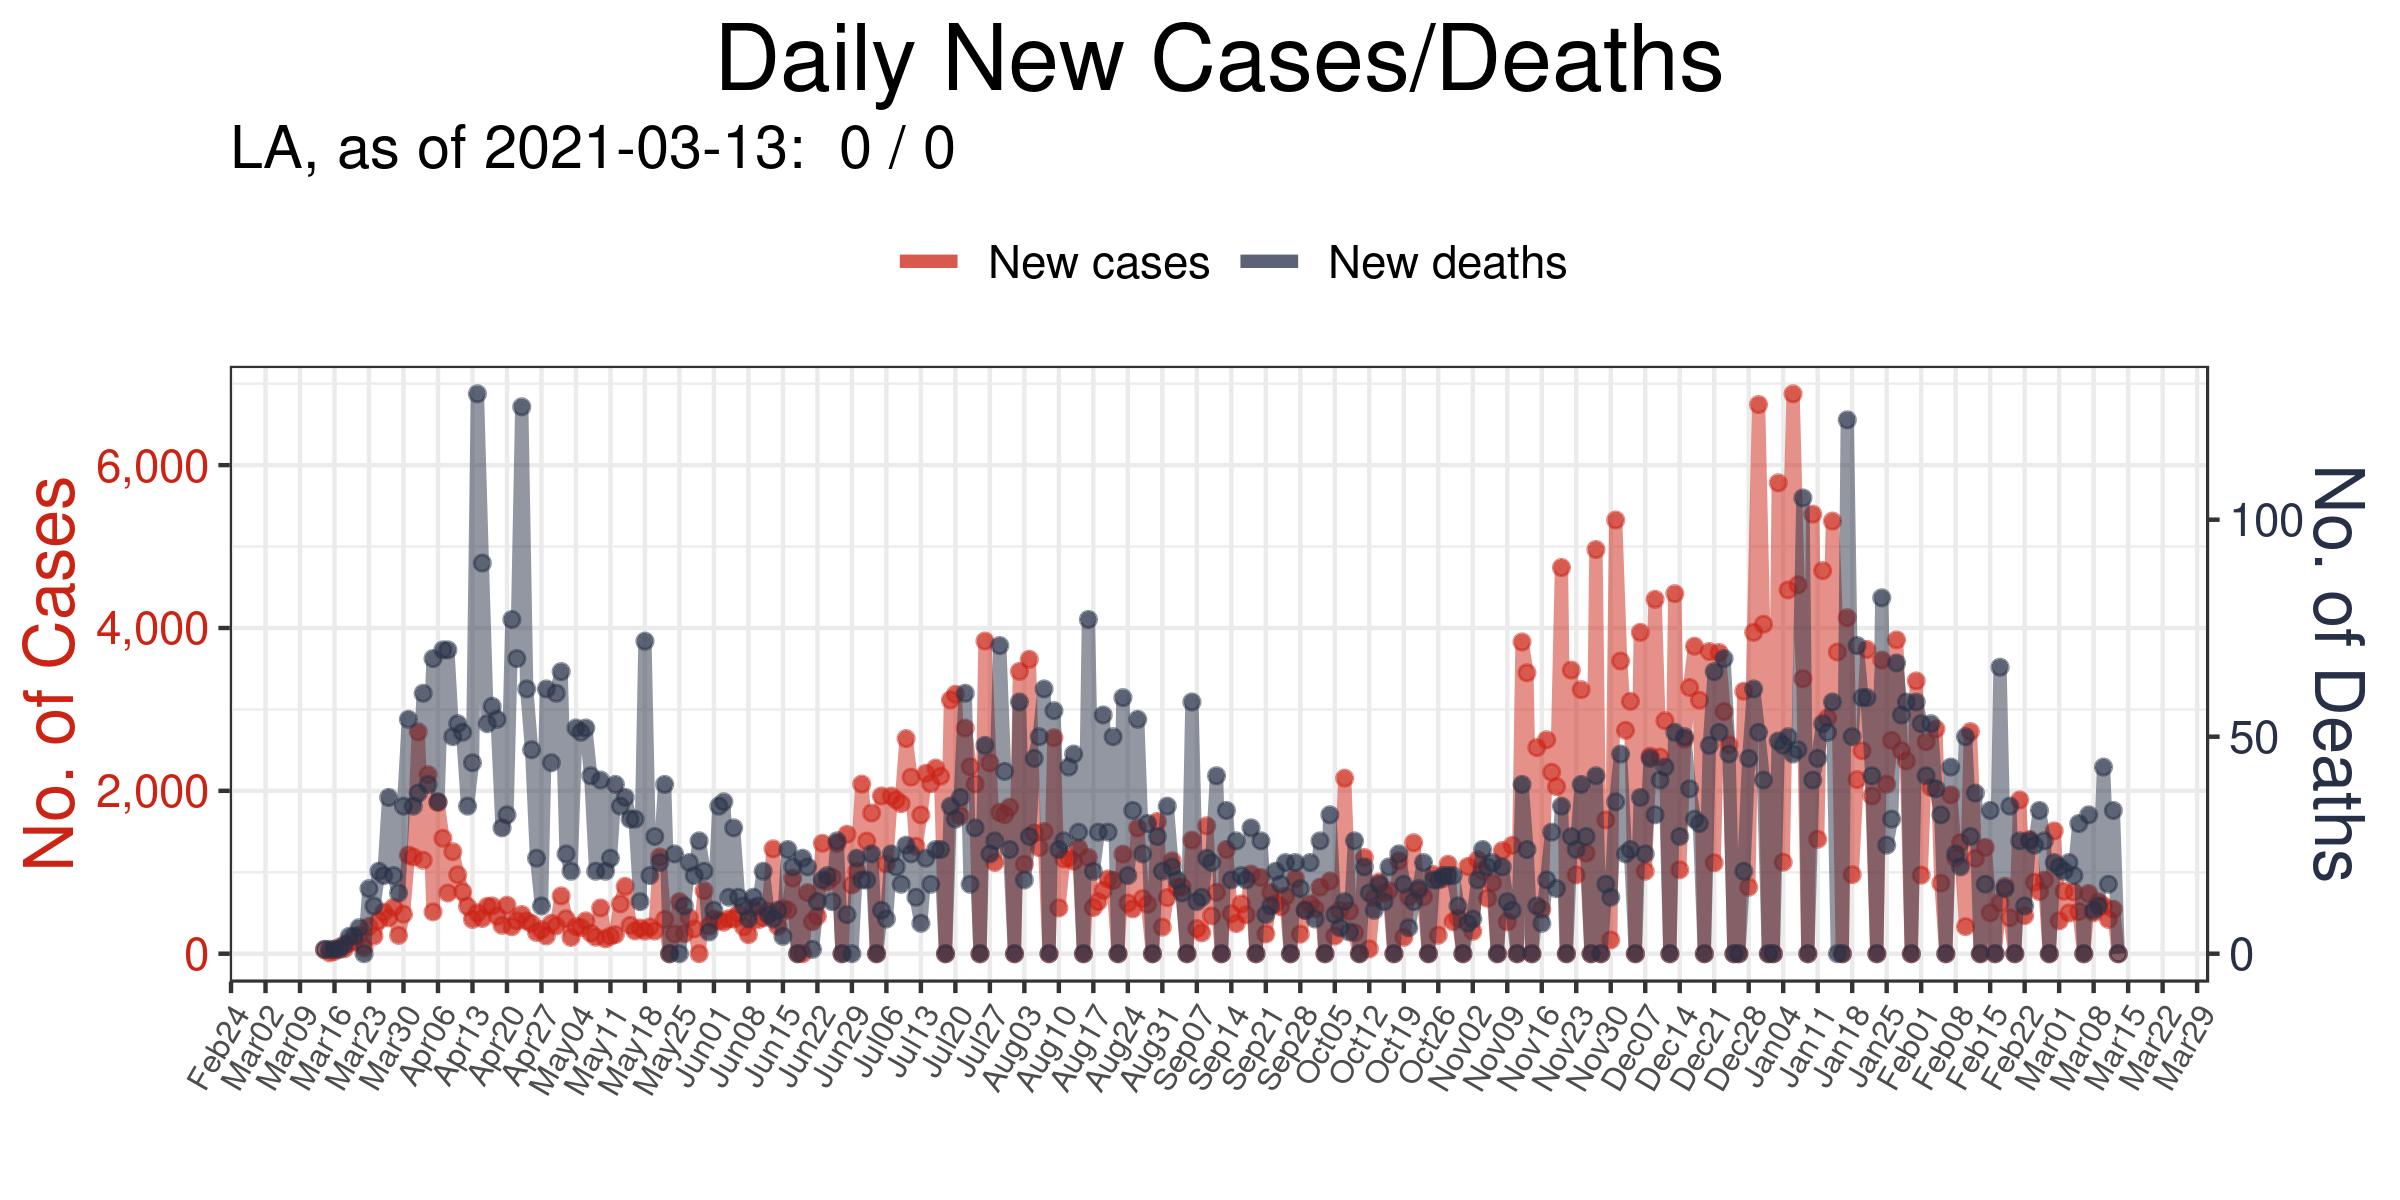 Daily New Cases/Deaths
LA, as of 2021-03-13:  0 / 0
New cases New deaths
No. of Cases
6,000
4,000
2,000
0
100
50
0
No. of Deaths
Feb24 Mar02 Mar09 Mar16 Mar23 Mar30 Apr06 Apr13 Apr20 Apr27 May04 May11 May18 May25 Jun01 Jun08 Jun15 Jun22 Jun29 Jul06 Jul13 Jul20 Jul27 Aug03 Aug10 Aug17 Aug24 Aug31 Sep07 Sep14 Sep21 Sep28 Oct05 Oct12 Oct19 Oct26 Nov02 Nov09 Nov16 Nov23 Nov30 Dec07 Dec14 Dec21 Dec28 Jan04 Jan11 Jan18 Jan25 Feb01 Feb08 Feb15 Feb22 Mar01 Mar08 Mar15 Mar22 Mar29